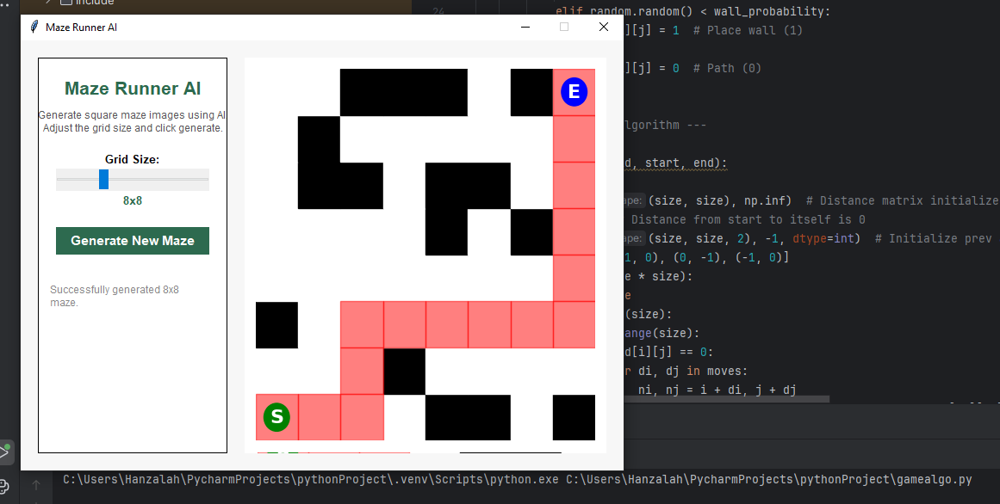 include
24
elif random.random() < wall_probability:
Maze Runner AI
][j] = 1  # Place wall (1)
][j] = 0  # Path (0)
Maze Runner AI
Generate square maze images using AI
Adjust the grid size and click generate.
Grid Size:
8x8
Generate New Maze
Successfully generated 8x8
maze.
E
S
lgorithm ---
d, start, end):
ape: (size, size), np.inf)  # Distance matrix initialize
Distance from start to itself is 0
ape: (size, size, 2), -1, dtype=int)  # Initialize prev
1, 0), (0, -1), (-1, 0)]
e * size):
e
(size):
ange(size):
d[i][j] == 0:
r di, dj in moves:
ni, nj = i + di, j + dj
C:\Users\Hanzalah\PycharmProjects\pythonProject\.venv\Scripts\python.exe C:\Users\Hanzalah\PycharmProjects\pythonProject\gamealgo.py